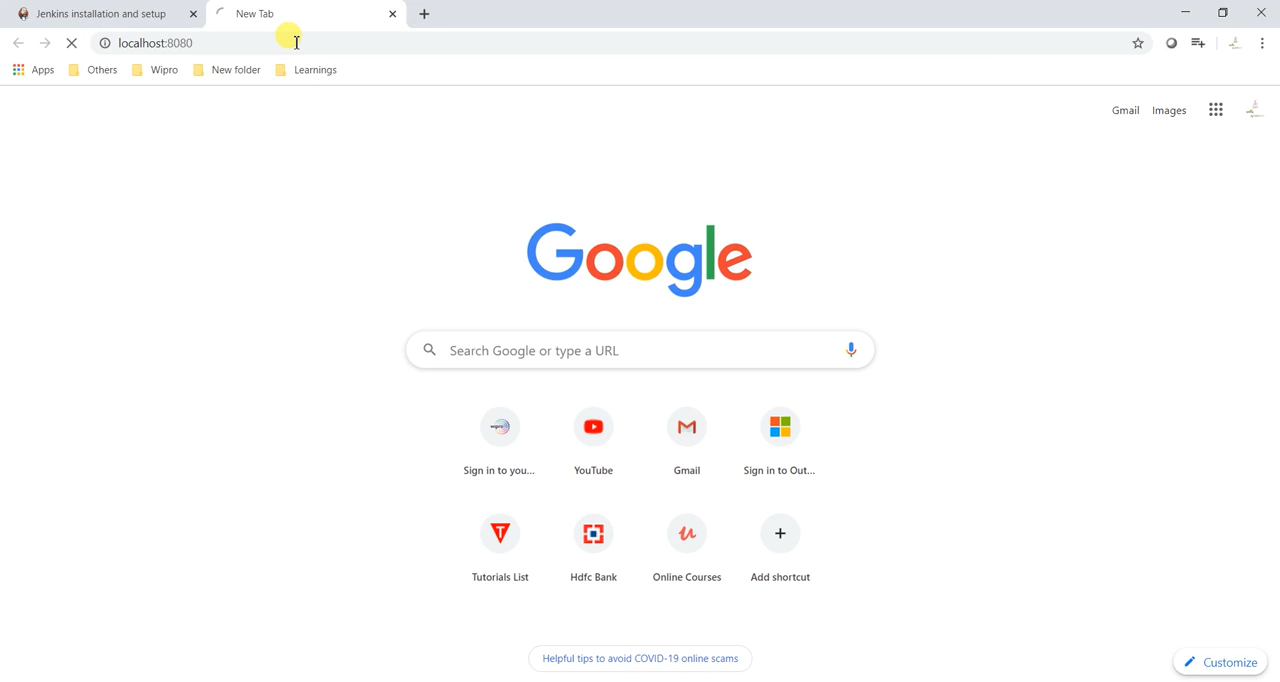 Jenkins installation and setup
New Tab
localhost:8080
Apps Others Wipro New folder Learnings
Gmail Images
Google
Search Google or type a URL
wipro
Sign in to you... YouTube Gmail Sign in to Out...
Tutorials List Hdfc Bank Online Courses Add shortcut
Helpful tips to avoid COVID-19 online scams
Customize